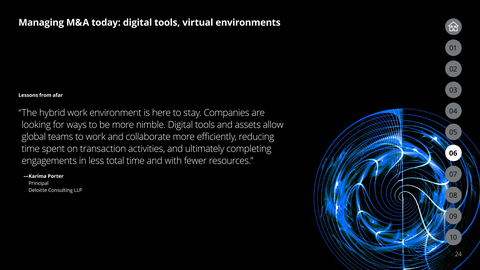 Managing M&A today: digital tools, virtual environments
01
02
03
Lessons from afar
“The hybrid work environment is here to stay. Companies are
looking for ways to be more nimble. Digital tools and assets allow
global teams to work and collaborate more efficiently, reducing
time spent on transaction activities, and ultimately completing
engagements in less total time and with fewer resources.”
—Karima Porter
Principal
Deloitte Consulting LLP
04
05
06
07
08
09
10
24